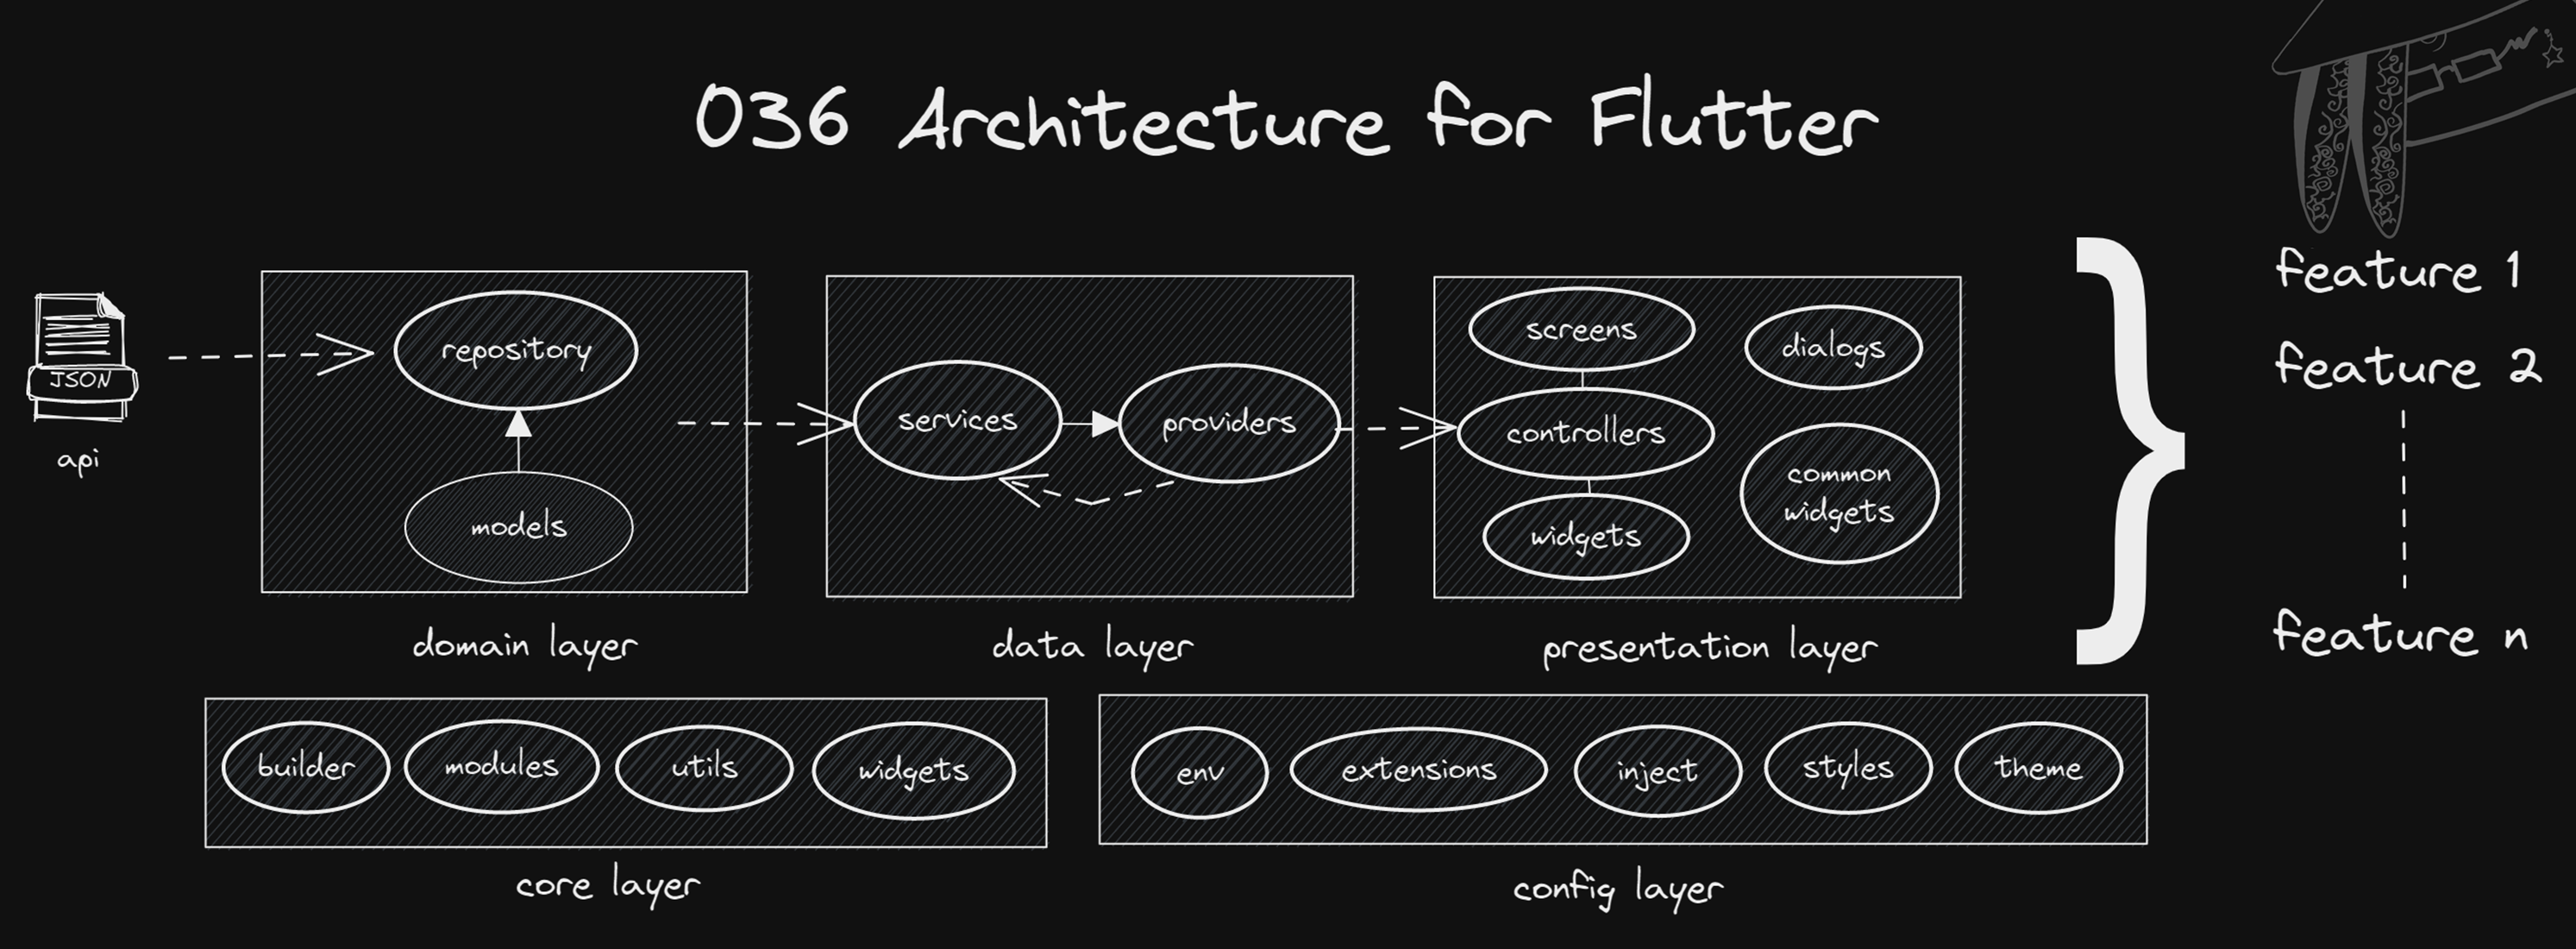 036 Architecture for Flutter
JSON
api
repository
models
domain layer
services
providers
data layer
screens
controllers
widgets
dialogs
common
widgets
presentation layer
feature 1
feature 2
feature n
builder
modules
utils
widgets
core layer
env
extensions
inject
styles
theme
config layer